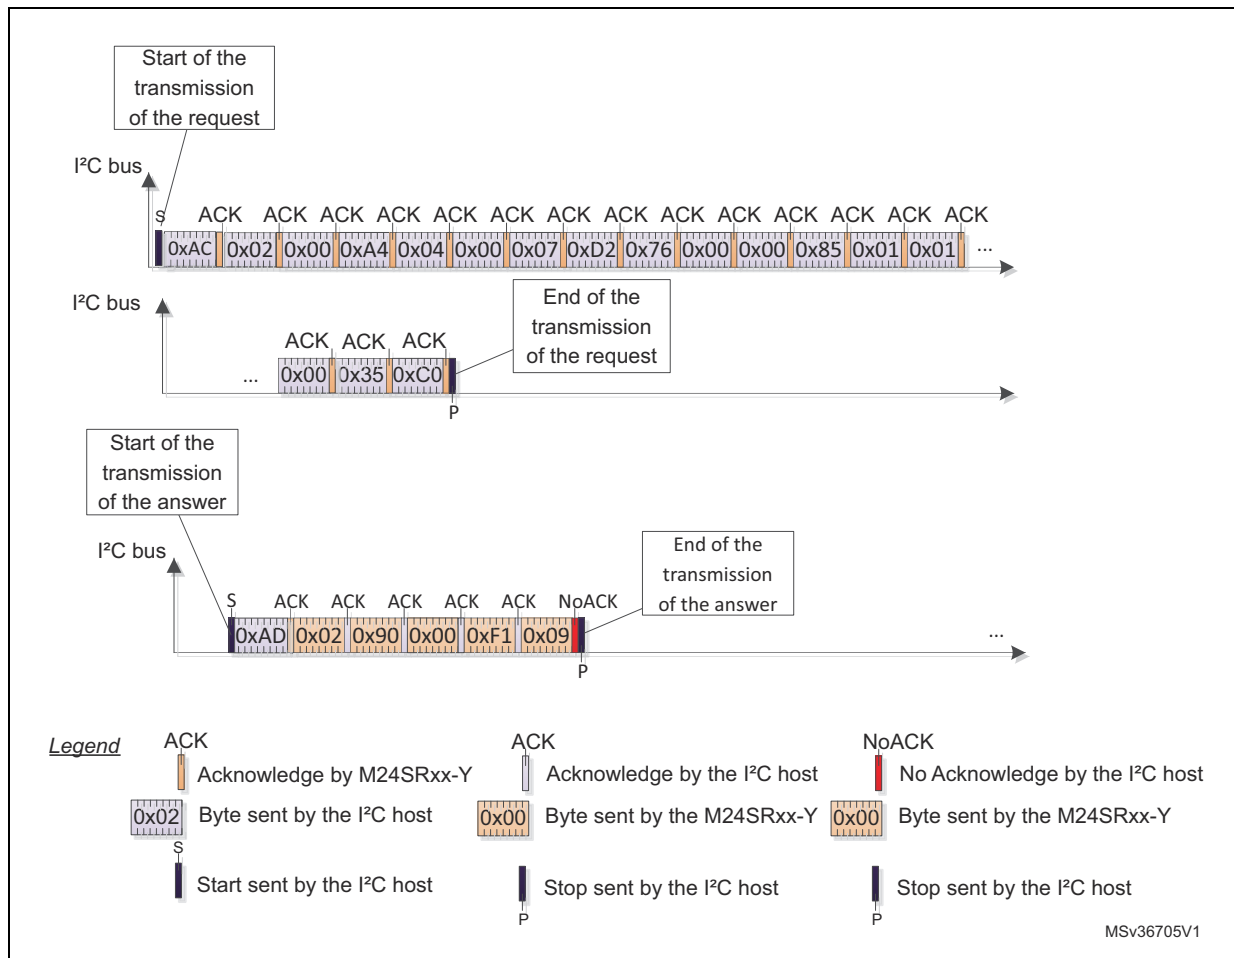 Start of the
transmission
of the request
I²C bus
S
ACK ACK ACK ACK ACK ACK ACK ACK ACK ACK ACK ACK ACK ACK
0xAC 0x02 0x00 0xA4 0x04 0x00 0x07 0xD2 0x76 0x00 0x00 0x85 0x01 0x01 ...
I²C bus
End of the
transmission
of the request
ACK ACK ACK
... 0x00 0x35 0xC0
P
Start of the
transmission
of the answer
I²C bus
End of the
transmission
of the answer
S ACK ACK ACK ACK ACK NoACK
0xAD 0x02 0x90 0x00 0xF1 0x09 ...
P
Legend
ACK ACK NoACK
Acknowledge by M24SRxx-Y Acknowledge by the I²C host No Acknowledge by the I²C host
0x02 Byte sent by the I²C host 0x00 Byte sent by the M24SRxx-Y 0x00 Byte sent by the M24SRxx-Y
S
Start sent by the I²C host Stop sent by the I²C host Stop sent by the I²C host
P P
MSv36705V1